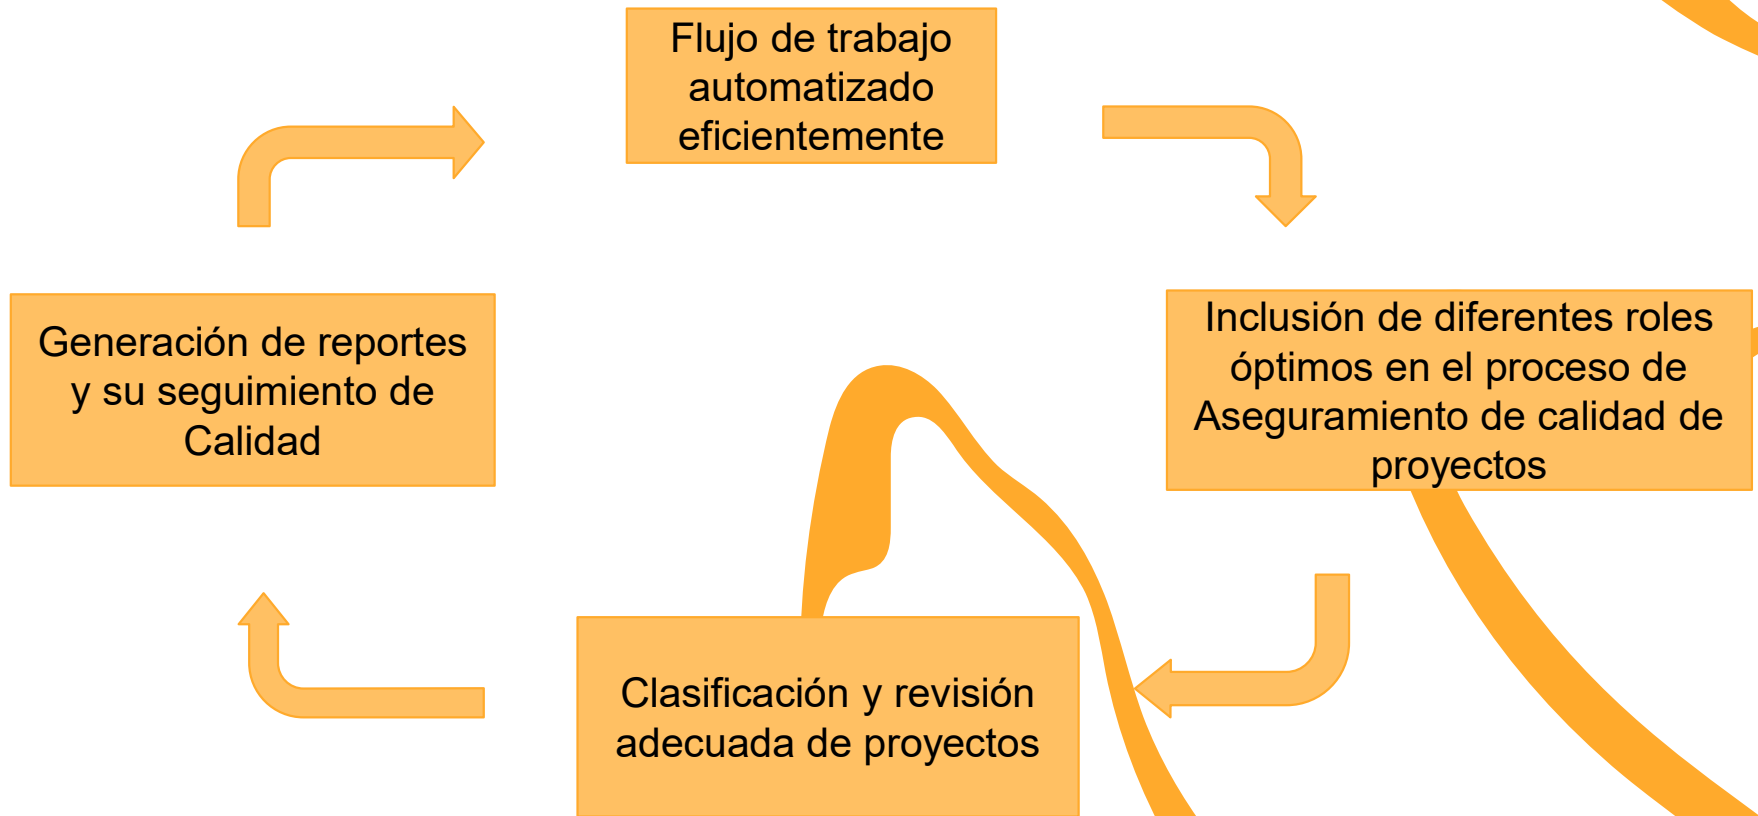 Flujo de trabajo
automatizado
eficientemente
Generación de reportes
y su seguimiento de
Calidad
Inclusión de diferentes roles
óptimos en el proceso de
Aseguramiento de calidad de
proyectos
Clasificación y revisión
adecuada de proyectos